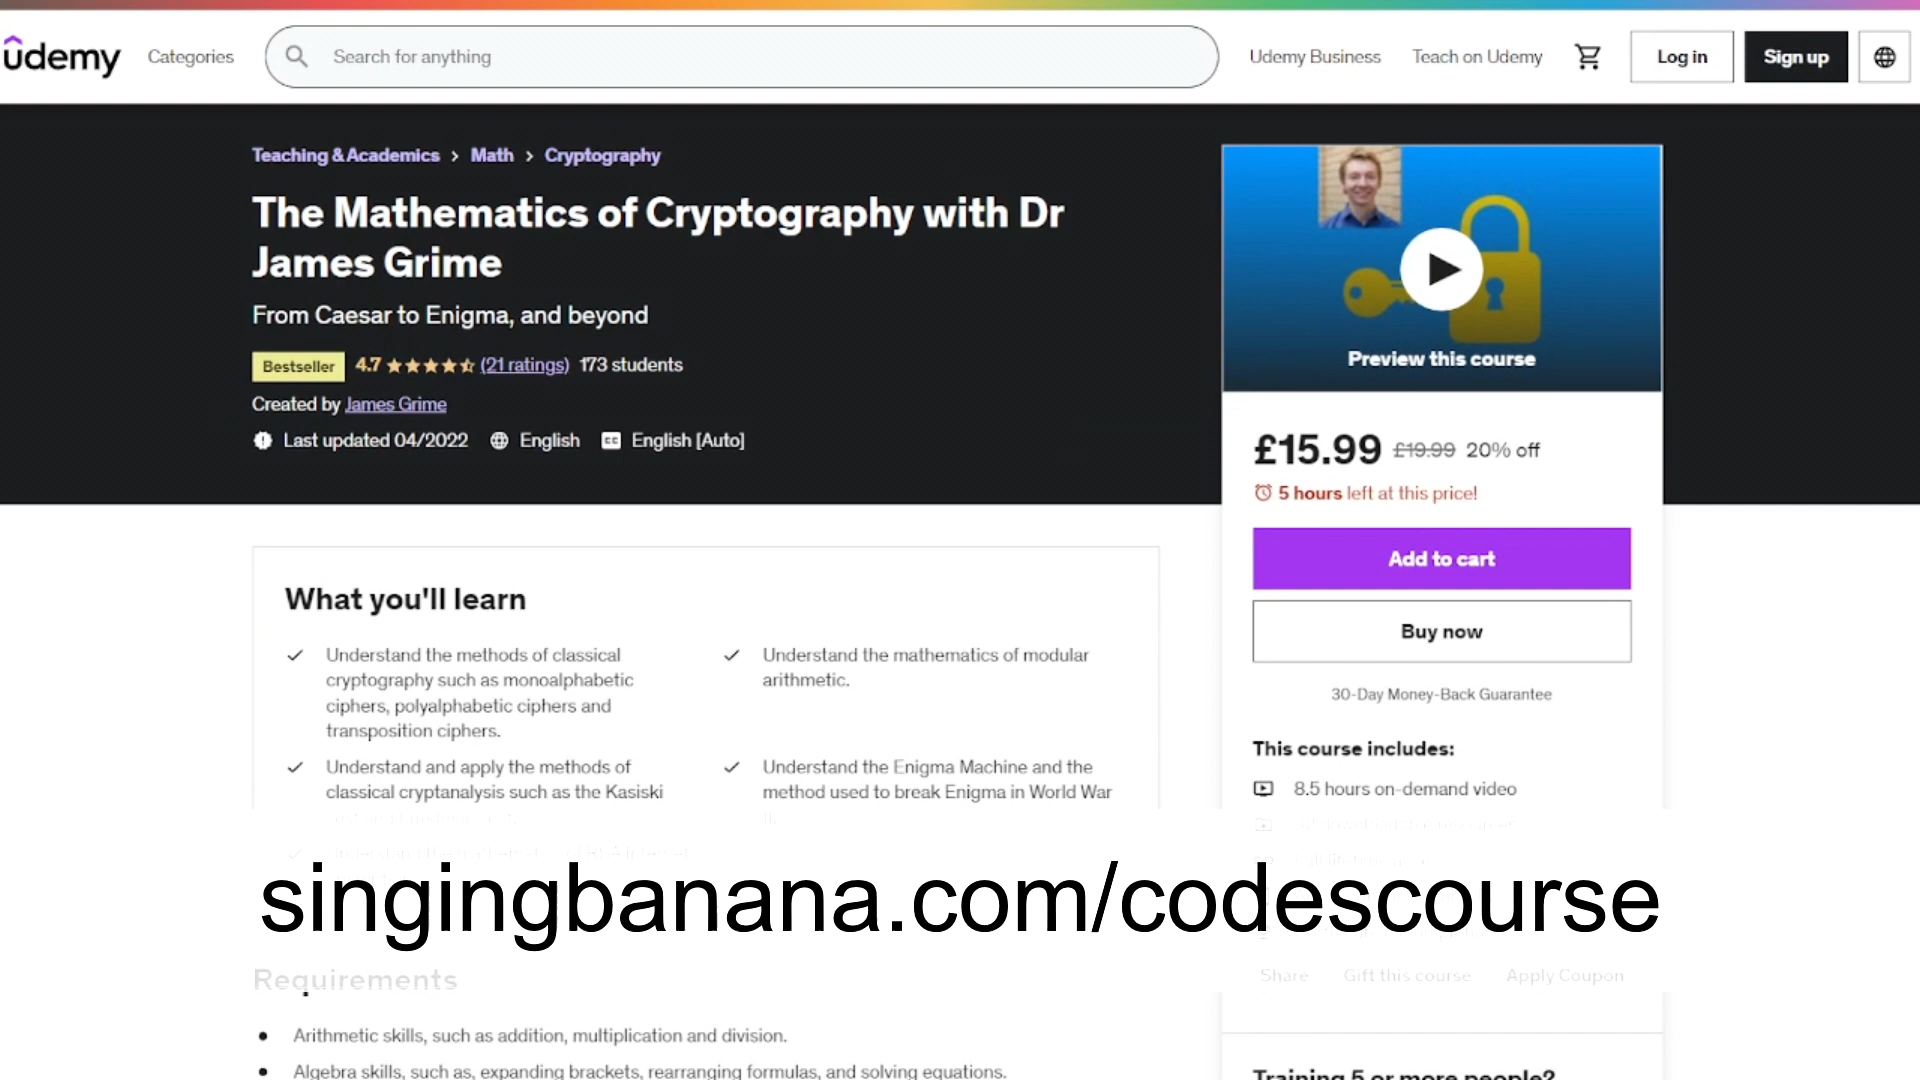 udemy
Categories
Search for anything
Udemy Business
Teach on Udemy
Log in
Sign up
Teaching & Academics > Math > Cryptography
The Mathematics of Cryptography with Dr
James Grime
From Caesar to Enigma, and beyond
Bestseller 4.7 (21 ratings) 173 students
Created by James Grime
Last updated 04/2022 English CC English [Auto]
Preview this course
£15.99 £19.99 20% off
5 hours left at this price!
Add to cart
Buy now
30-Day Money-Back Guarantee
This course includes:
8.5 hours on-demand video
What you'll learn
Understand the methods of classical
cryptography such as monoalphabetic
ciphers, polyalphabetic ciphers and
transposition ciphers.
Understand the mathematics of modular
arithmetic.
Understand and apply the methods of
classical cryptanalysis such as the Kasiski
Understand the Enigma Machine and the
method used to break Enigma in World War
II.
singingbanana.com/codescourse
Share
Gift this course
Apply Coupon
Requirements
Arithmetic skills, such as addition, multiplication and division.
Algebra skills, such as, expanding brackets, rearranging formulas, and solving equations.
Training 5 or more people?